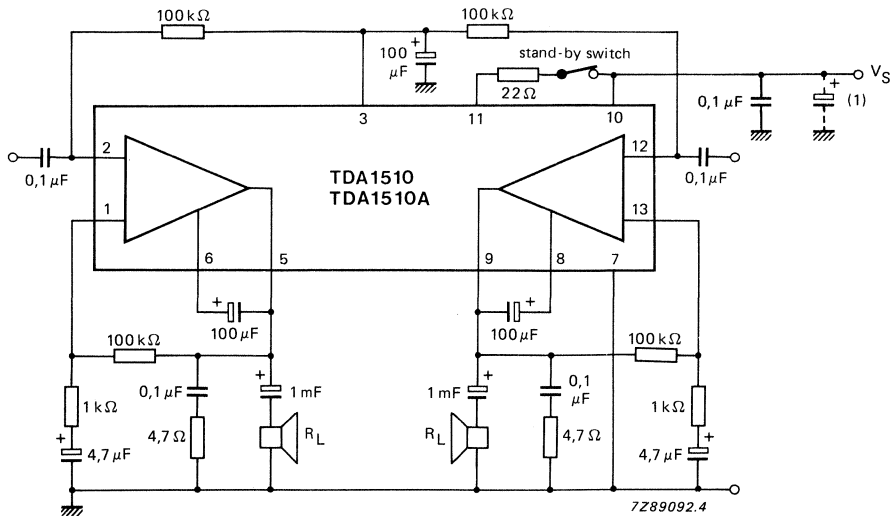 100 kΩ
100 kΩ
+
100
μF
stand-by switch
22Ω
V_S
0,1 μF
+
(1)
3
11
10
2
12
0,1 μF
0,1 μF
TDA1510
TDA1510A
1
13
6
5
9
8
7
+
100 μF
+
100 μF
100 kΩ
100 kΩ
0,1 μF
+
1 mF
1 mF
+
0,1
μF
1 kΩ
1 kΩ
4,7 Ω
R_L
R_L
4,7 Ω
+
4,7 μF
+
4,7 μF
7Z89092.4